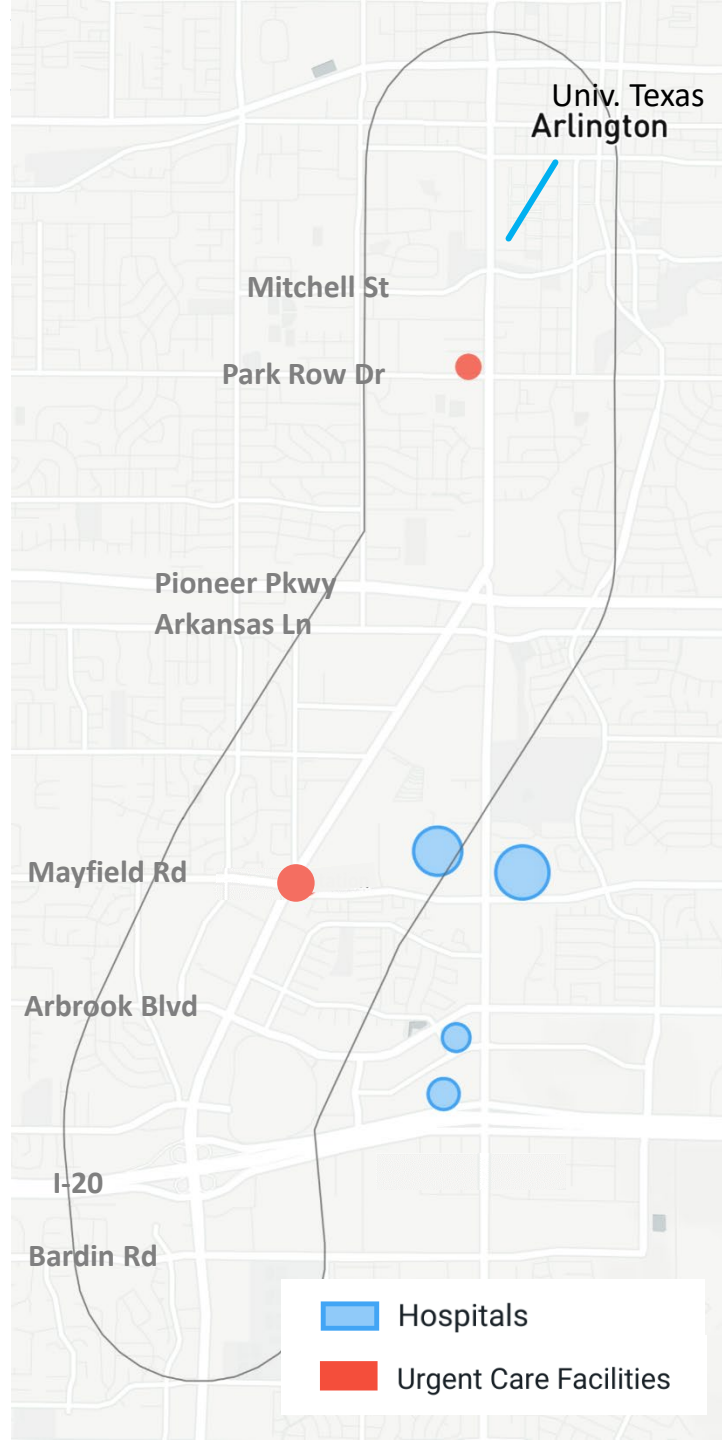 Univ. Texas
Arlington
Mitchell St
Park Row Dr
Pioneer Pkwy
Arkansas Ln
Mayfield Rd
Arbrook Blvd
I-20
Bardin Rd
Hospitals
Urgent Care Facilities